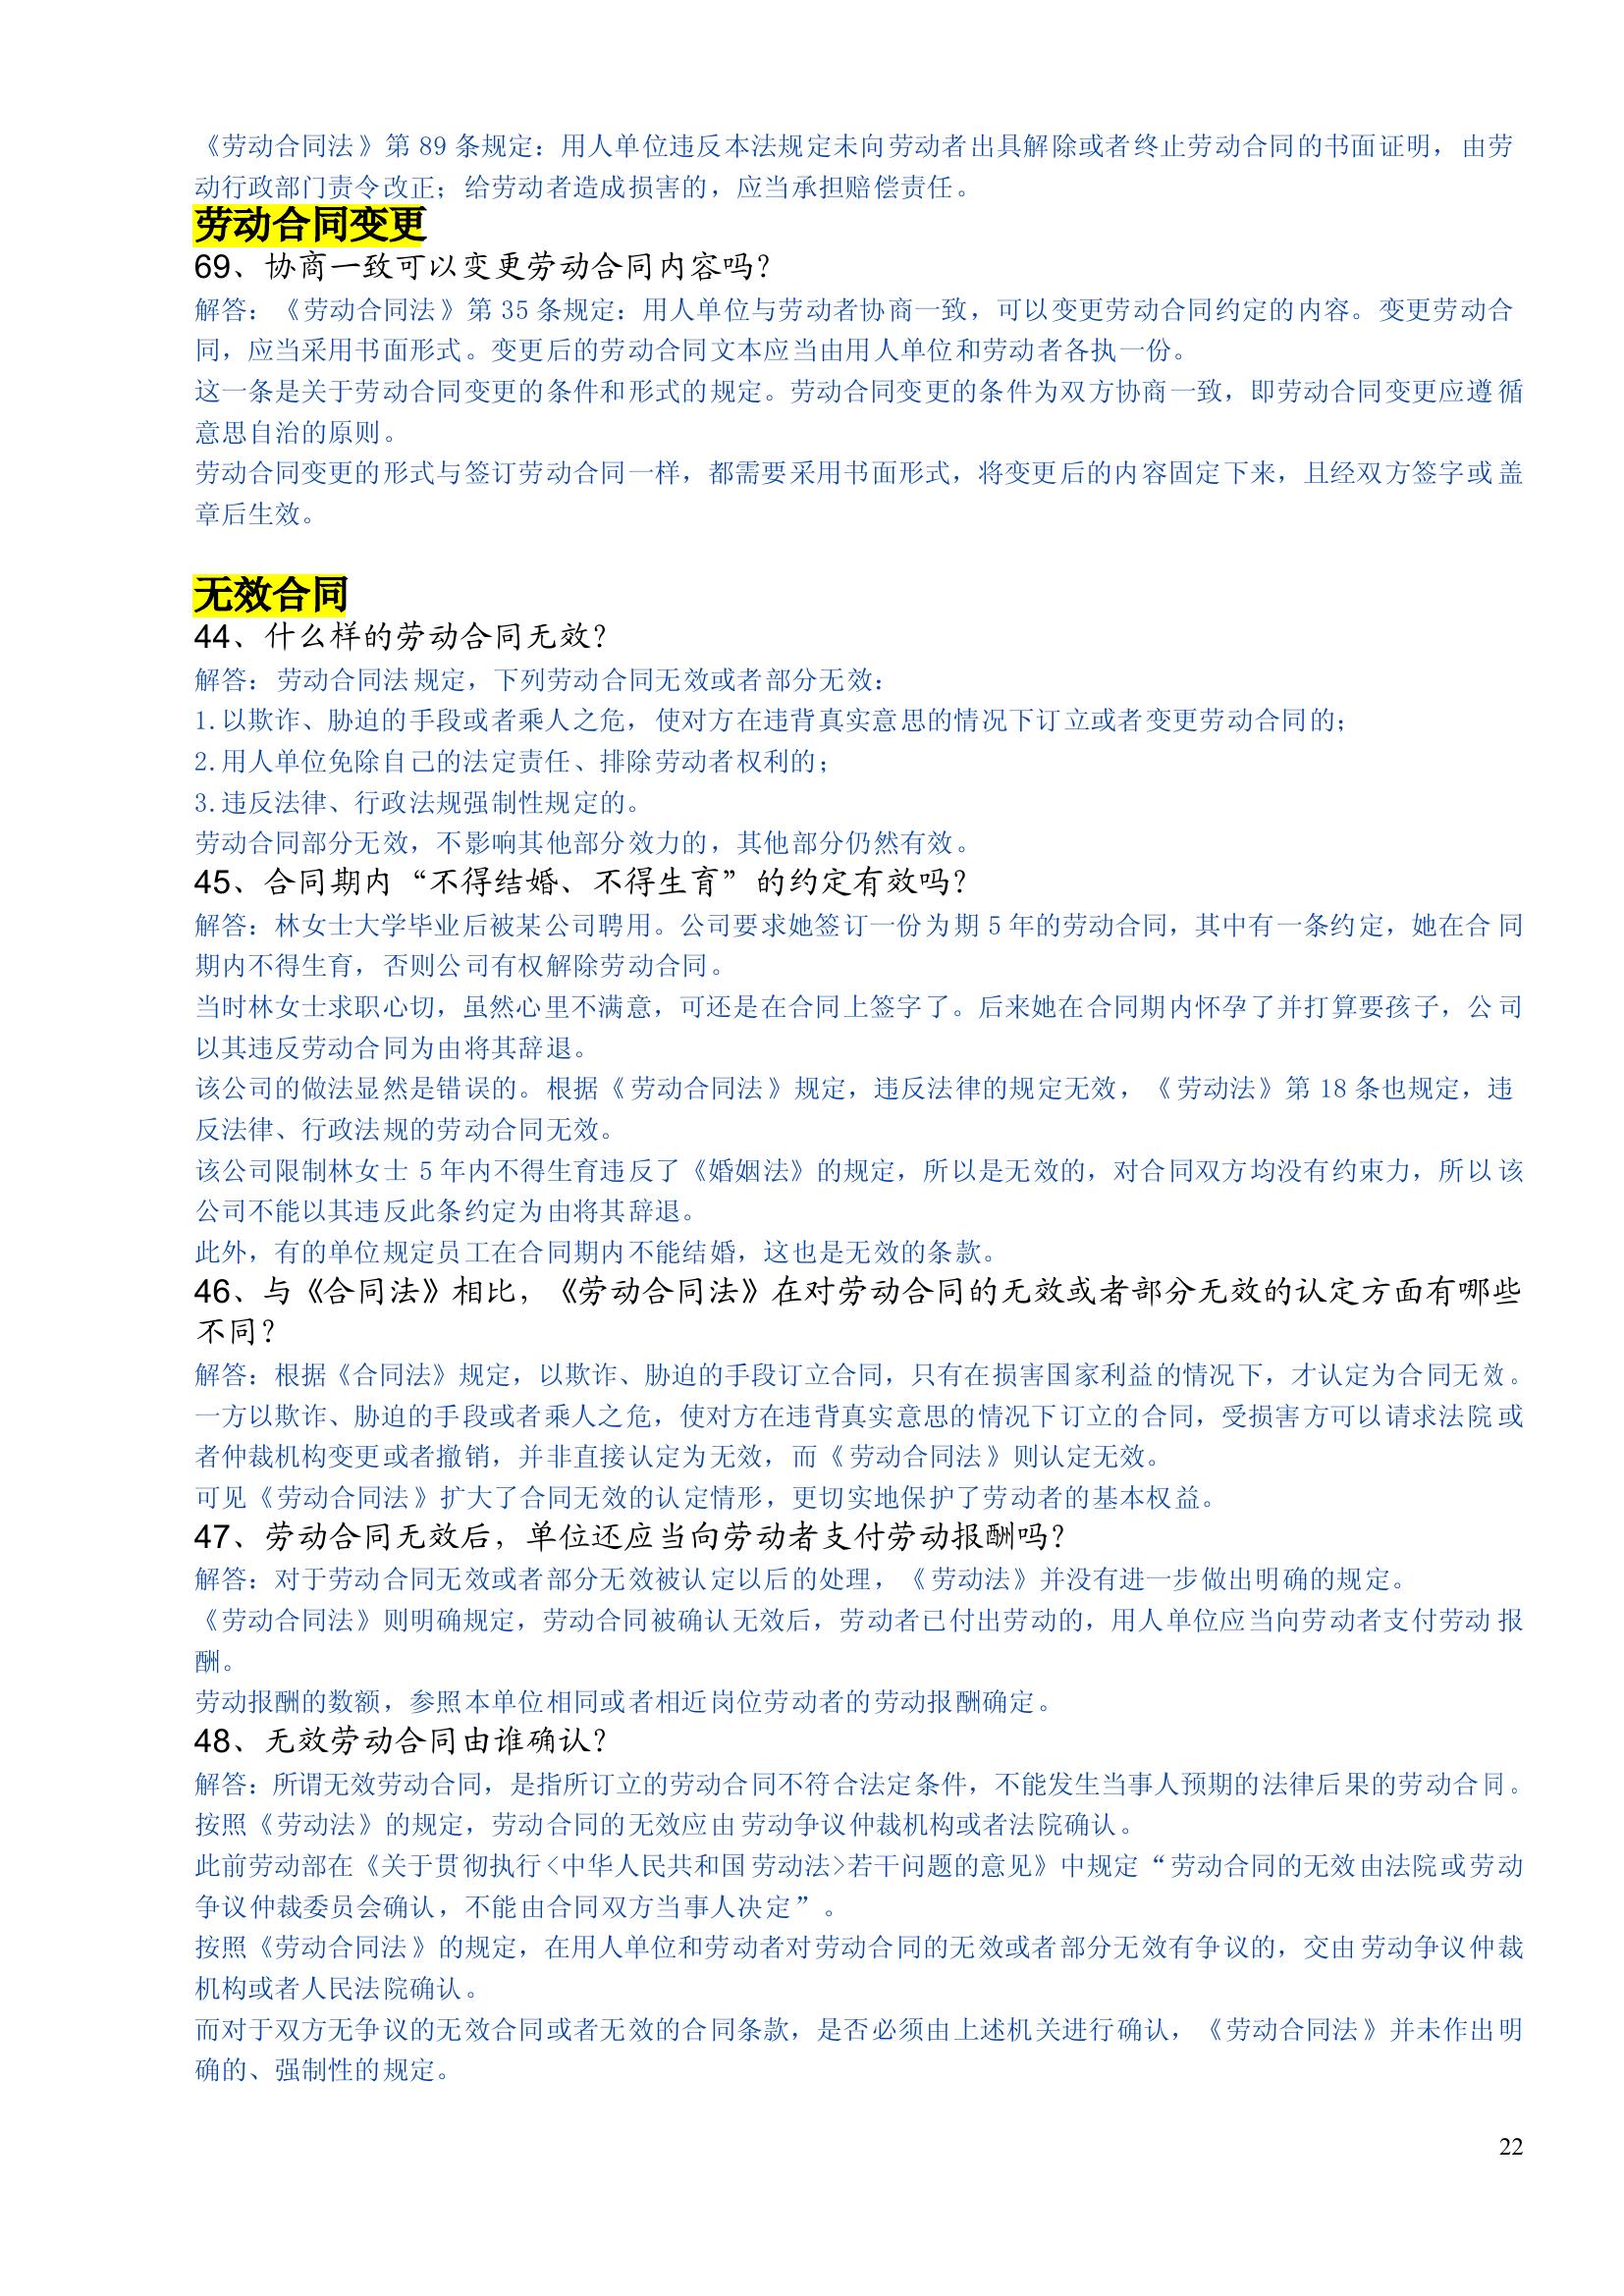 《劳动合同法》第 89 条规定：用人单位违反本法规定未向劳动者出具解除或者终止劳动合同的书面证明，由劳
动行政部门责令改正；给劳动者造成损害的，应当承担赔偿责任。
劳动合同变更
69、协商一致可以变更劳动合同内容吗？
解答：《劳动合同法》第 35 条规定：用人单位与劳动者协商一致，可以变更劳动合同约定的内容。变更劳动合
同，应当采用书面形式。变更后的劳动合同文本应当由用人单位和劳动者各执一份。
这一条是关于劳动合同变更的条件和形式的规定。劳动合同变更的条件为双方协商一致，即劳动合同变更应遵循
意思自治的原则。
劳动合同变更的形式与签订劳动合同一样，都需要采用书面形式，将变更后的内容固定下来，且经双方签字或盖
章后生效。
无效合同
44、什么样的劳动合同无效？
解答：劳动合同法规定，下列劳动合同无效或者部分无效：
1.以欺诈、胁迫的手段或者乘人之危，使对方在违背真实意思的情况下订立或者变更劳动合同的；
2.用人单位免除自己的法定责任、排除劳动者权利的；
3.违反法律、行政法规强制性规定的。
劳动合同部分无效，不影响其他部分效力的，其他部分仍然有效。
45、合同期内“不得结婚、不得生育”的约定有效吗？
解答：林女士大学毕业后被某公司聘用。公司要求她签订一份为期 5 年的劳动合同，其中有一条约定，她在合同
期内不得生育，否则公司有权解除劳动合同。
当时林女士求职心切，虽然心里不满意，可还是在合同上签字了。后来她在合同期内怀孕了并打算要孩子，公司
以其违反劳动合同为由将其辞退。
该公司的做法显然是错误的。根据《劳动合同法》规定，违反法律的规定无效，《劳动法》第 18 条也规定，违
反法律、行政法规的劳动合同无效。
该公司限制林女士 5 年内不得生育违反了《婚姻法》的规定，所以是无效的，对合同双方均没有约束力，所以该
公司不能以其违反此条约定为由将其辞退。
此外，有的单位规定员工在合同期内不能结婚，这也是无效的条款。
46、与《合同法》相比，《劳动合同法》在对劳动合同的无效或者部分无效的认定方面有哪些
不同？
解答：根据《合同法》规定，以欺诈、胁迫的手段订立合同，只有在损害国家利益的情况下，才认定为合同无效。
一方以欺诈、胁迫的手段或者乘人之危，使对方在违背真实意思的情况下订立的合同，受损害方可以请求法院或
者仲裁机构变更或者撤销，并非直接认定为无效，而《劳动合同法》则认定无效。
可见《劳动合同法》扩大了合同无效的认定情形，更切实地保护了劳动者的基本权益。
47、劳动合同无效后，单位还应当向劳动者支付劳动报酬吗？
解答：对于劳动合同无效或者部分无效被认定以后的处理，《劳动法》并没有进一步做出明确的规定。
《劳动合同法》则明确规定，劳动合同被确认无效后，劳动者已付出劳动的，用人单位应当向劳动者支付劳动报
酬。
劳动报酬的数额，参照本单位相同或者相近岗位劳动者的劳动报酬确定。
48、无效劳动合同由谁确认？
解答：所谓无效劳动合同，是指所订立的劳动合同不符合法定条件，不能发生当事人预期的法律后果的劳动合同。
按照《劳动法》的规定，劳动合同的无效应由劳动争议仲裁机构或者法院确认。
此前劳动部在《关于贯彻执行<中华人民共和国劳动法>若干问题的意见》中规定“劳动合同的无效由法院或劳动
争议仲裁委员会确认，不能由合同双方当事人决定”。
按照《劳动合同法》的规定，在用人单位和劳动者对劳动合同的无效或者部分无效有争议的，交由劳动争议仲裁
机构或者人民法院确认。
而对于双方无争议的无效合同或者无效的合同条款，是否必须由上述机关进行确认，《劳动合同法》并未作出明
确的、强制性的规定。
22